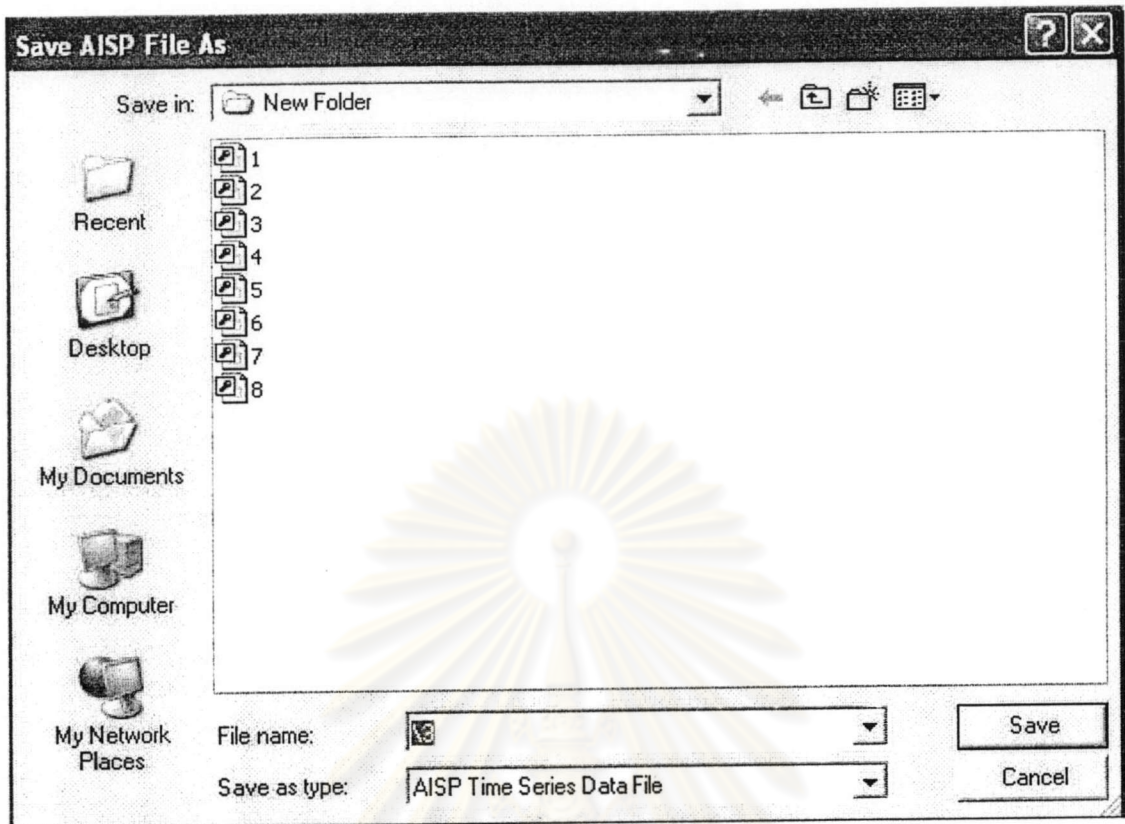 Save AISP File As
Save in:
New Folder
1
2
3
4
5
6
7
8
Recent
Desktop
My Documents
My Computer
My Network
Places
File name:
Save as type:
AISP Time Series Data File
Save
Cancel